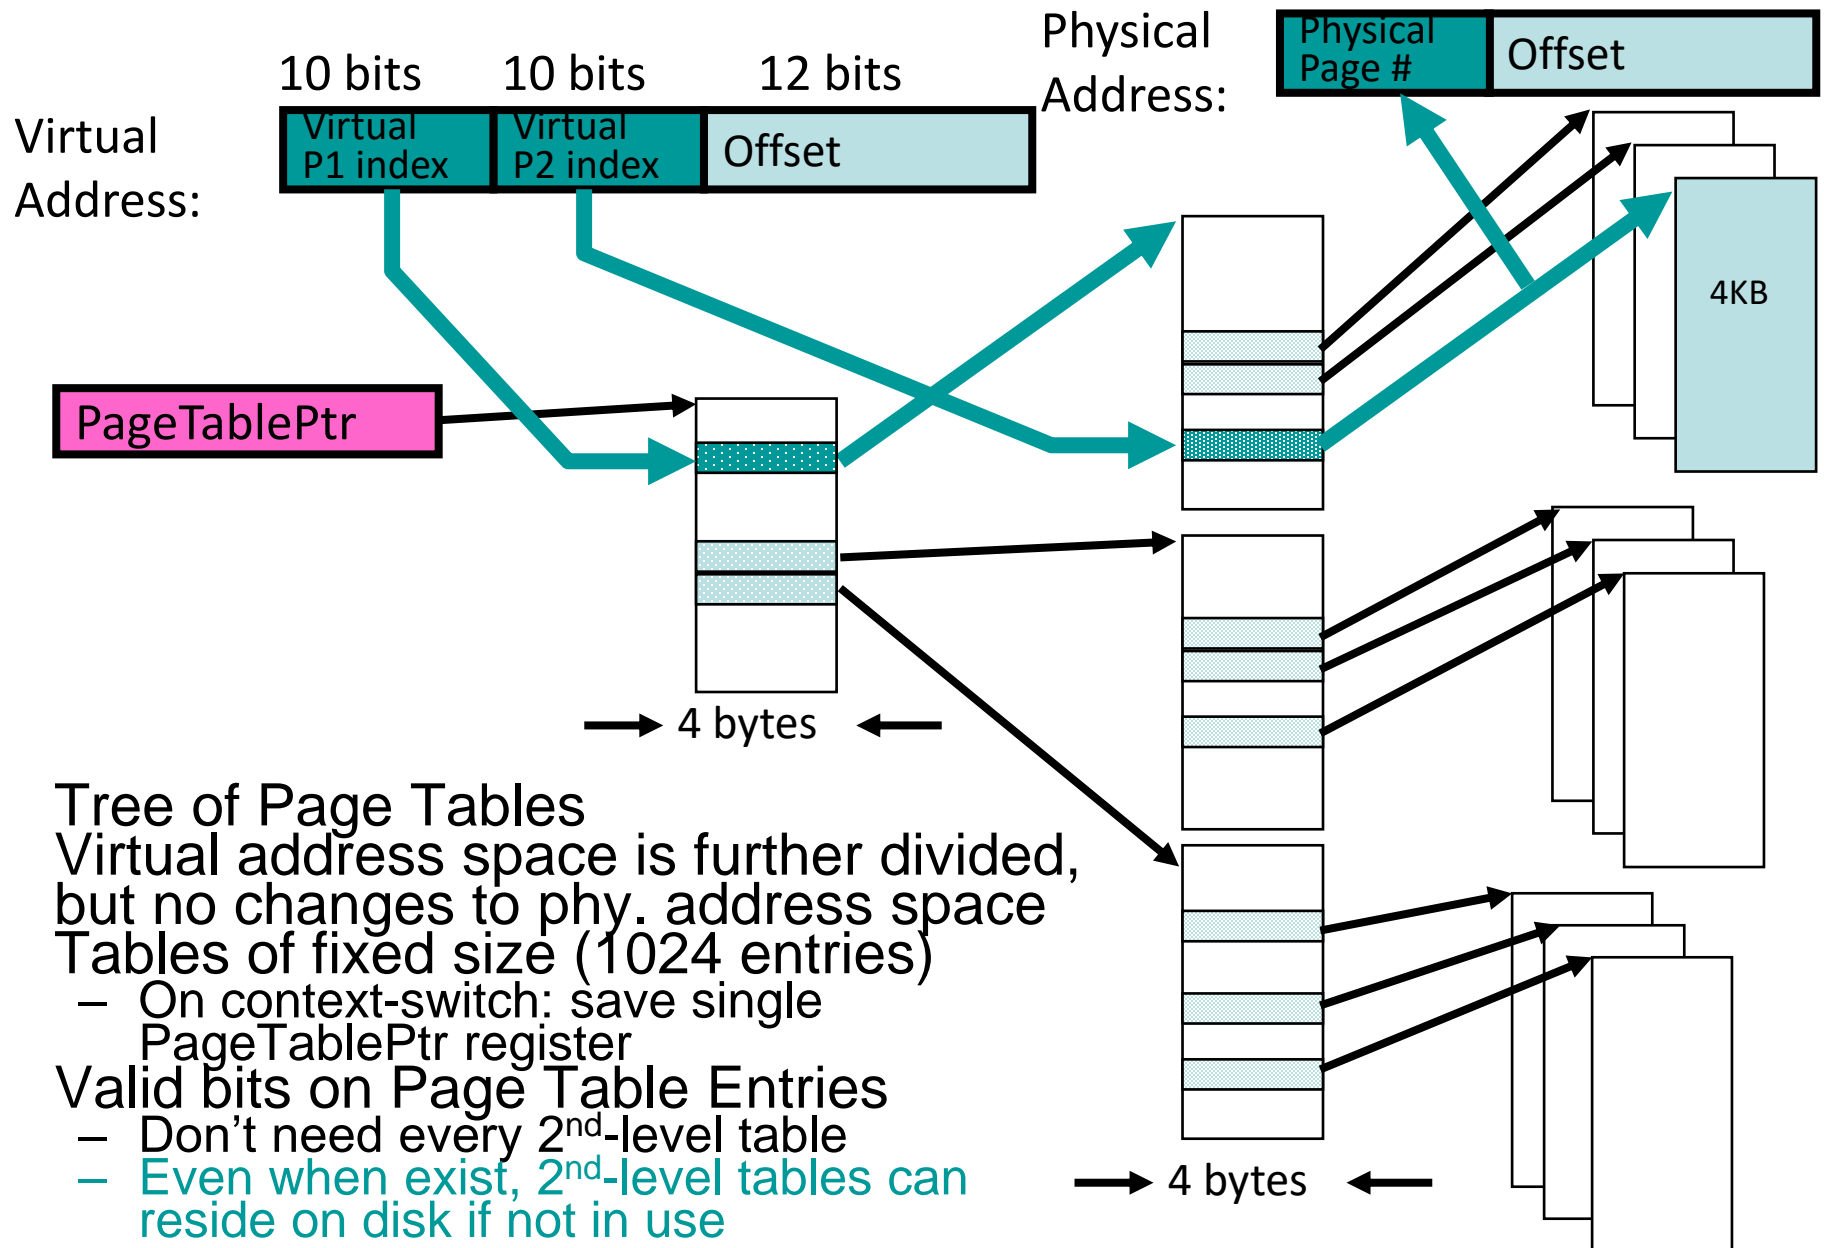 10 bits 10 bits 12 bits
Virtual
Address:
Virtual
P1 index
Virtual
P2 index
Offset
Physical
Address:
Physical
Page #
Offset
4KB
PageTablePtr
4 bytes
Tree of Page Tables
Virtual address space is further divided,
but no changes to phy. address space
Tables of fixed size (1024 entries)
– On context-switch: save single
PageTablePtr register
Valid bits on Page Table Entries
– Don’t need every 2nd-level table
– Even when exist, 2nd-level tables can
reside on disk if not in use
4 bytes